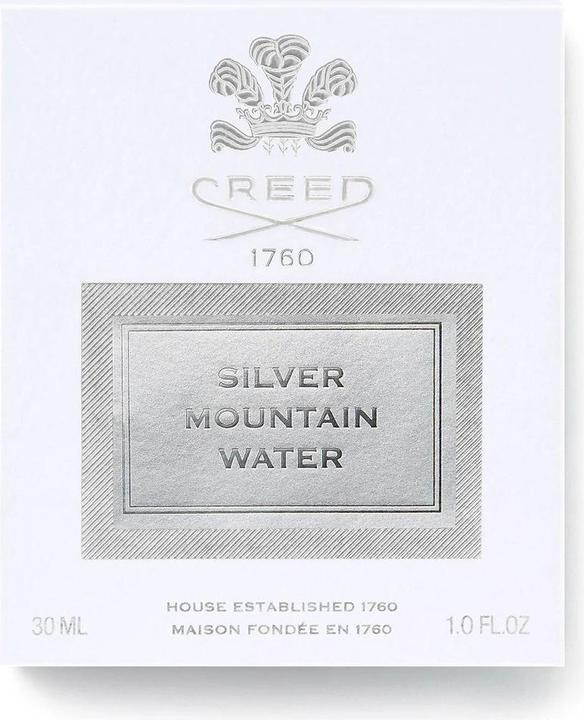 CREED
1760
SILVER
MOUNTAIN
WATER
HOUSE ESTABLISHED 1760
30 ML
MAISON FONDÉE EN 1760
1.0 FL.OZ